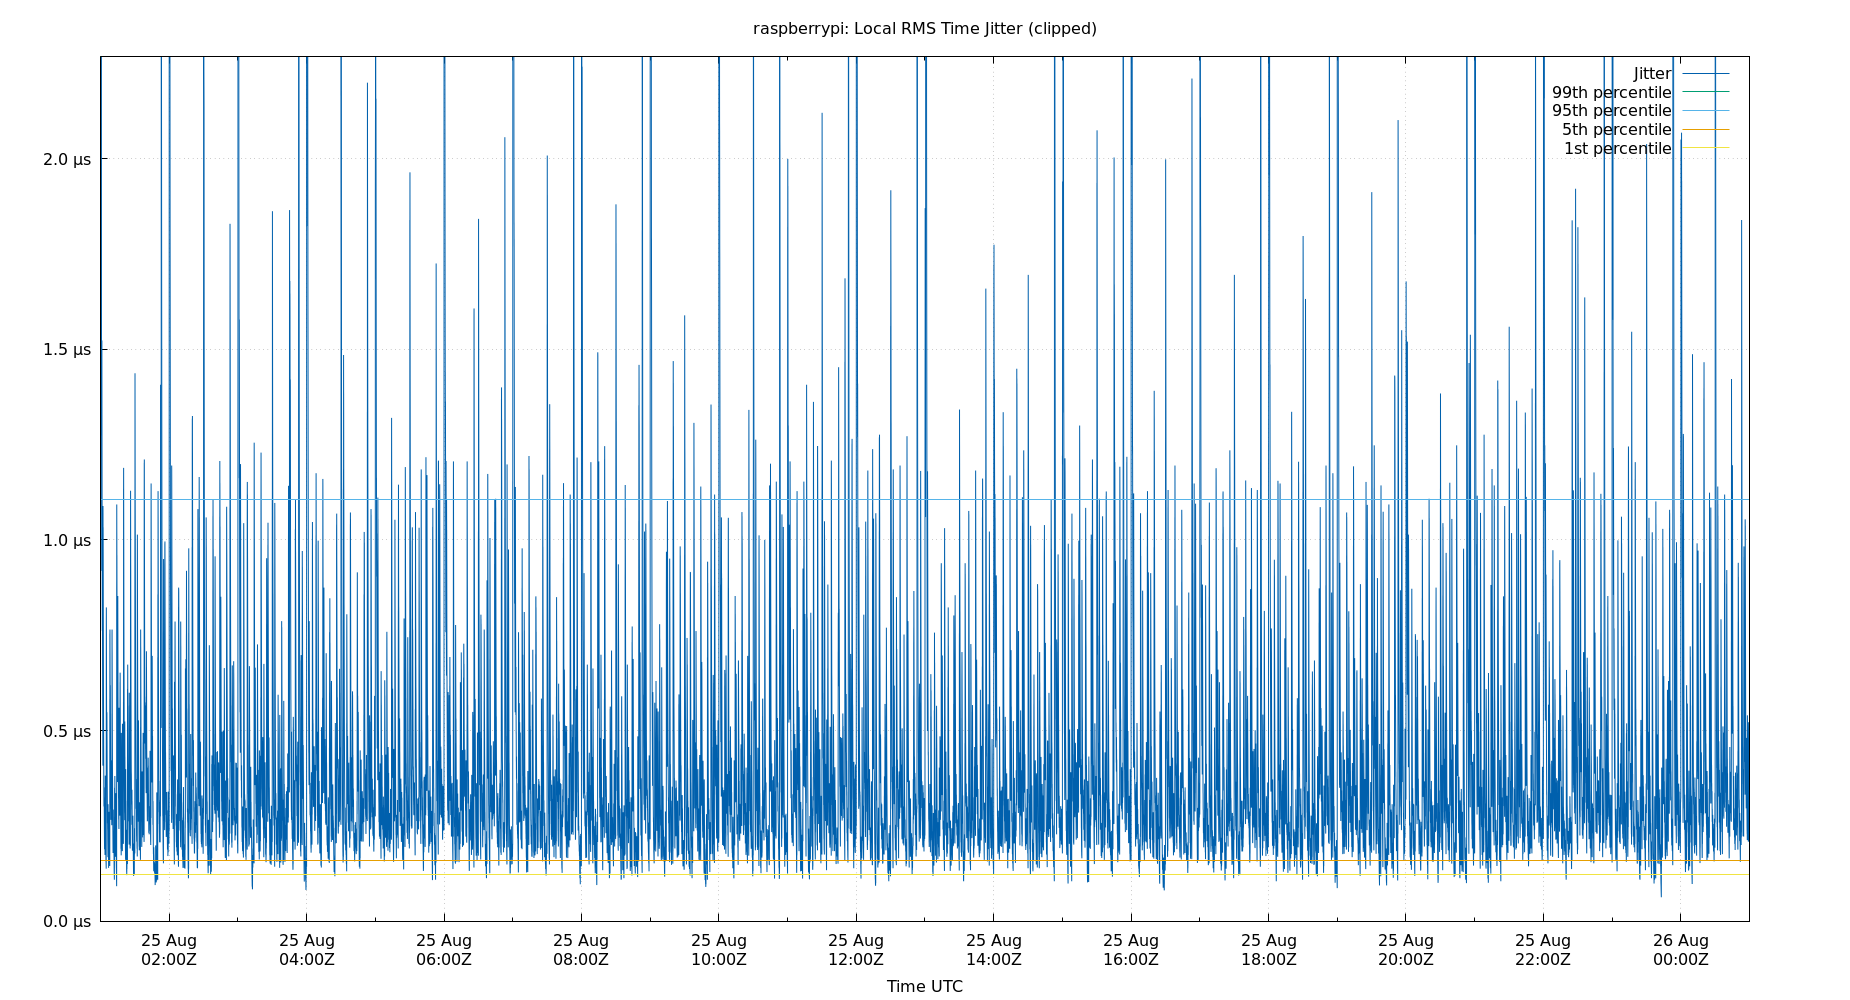 raspberrypi: Local RMS Time Jitter (clipped)
Jitter
99th percentile
95th percentile
5th percentile
1st percentile
2.0 µs
1.5 µs
1.0 µs
0.5 µs
0.0 µs
25 Aug 25 Aug 25 Aug 25 Aug 25 Aug 25 Aug 25 Aug 25 Aug 25 Aug 25 Aug 25 Aug 26 Aug
02:00Z 04:00Z 06:00Z 08:00Z 10:00Z 12:00Z 14:00Z 16:00Z 18:00Z 20:00Z 22:00Z 00:00Z
Time UTC